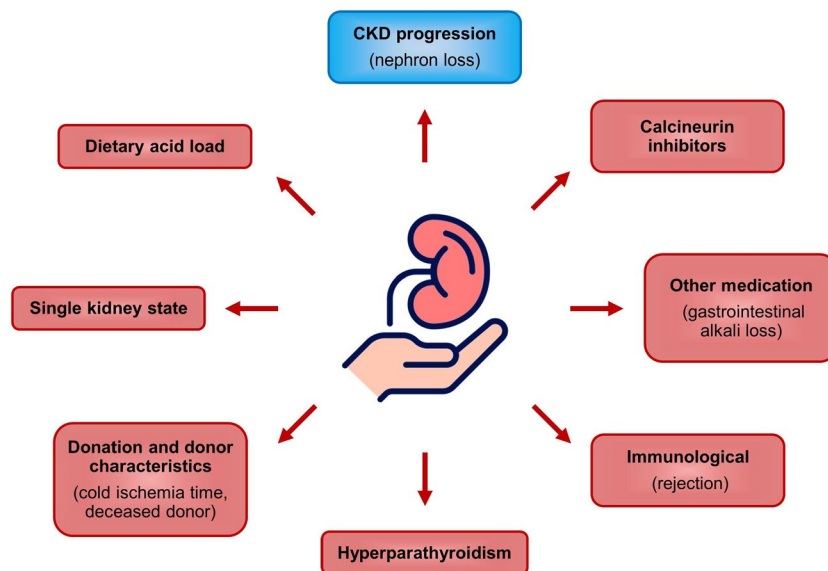 CKD progression
(nephron loss)
Dietary acid load
Calcineurin
inhibitors
Single kidney state
Other medication
(gastrointestinal
alkali loss)
Donation and donor
characteristics
(cold ischemia time,
deceased donor)
Immunological
(rejection)
Hyperparathyroidism